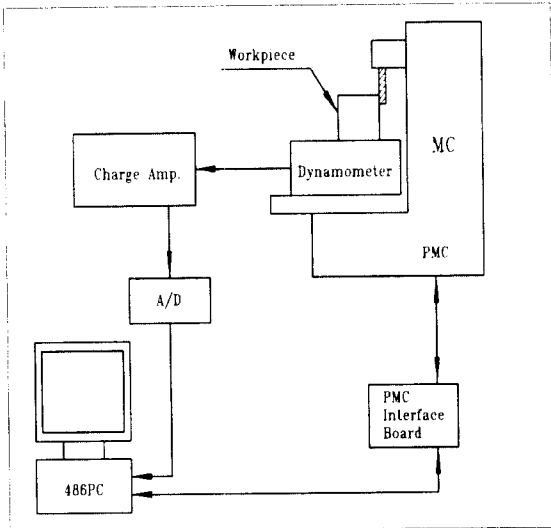 Workpiece
MC
Charge Amp.
Dynamometer
PMC
A/D
PMC
Interface
Board
486PC